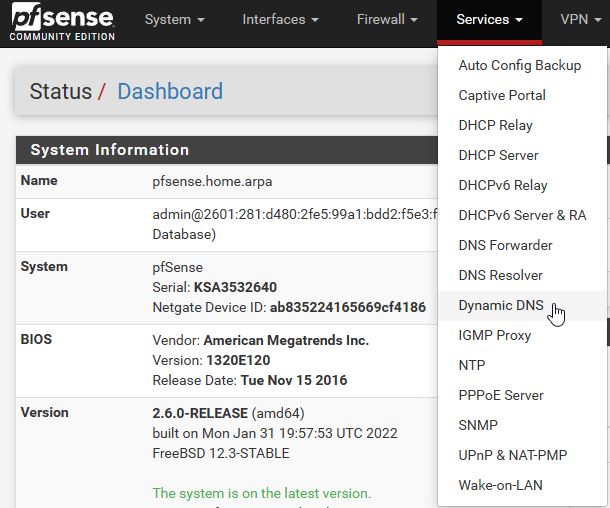 pfsense
COMMUNITY EDITION
System
Interfaces
Firewall
Services
VPN
Status / Dashboard
System Information
Name pfsense.home.arpa
User admin@2601:281:d480:2fe5:99a1:bdd2:f5e3:f
Database)
System pfSense
Serial: KSA3532640
Netgate Device ID: ab835224165669cf4186
BIOS Vendor: American Megatrends Inc.
Version: 1320E120
Release Date: Tue Nov 15 2016
Version 2.6.0-RELEASE (amd64)
built on Mon Jan 31 19:57:53 UTC 2022
FreeBSD 12.3-STABLE
The system is on the latest version.
Auto Config Backup
Captive Portal
DHCP Relay
DHCP Server
DHCPv6 Relay
DHCPv6 Server & RA
DNS Forwarder
DNS Resolver
Dynamic DNS
IGMP Proxy
NTP
PPPoE Server
SNMP
UPnP & NAT-PMP
Wake-on-LAN